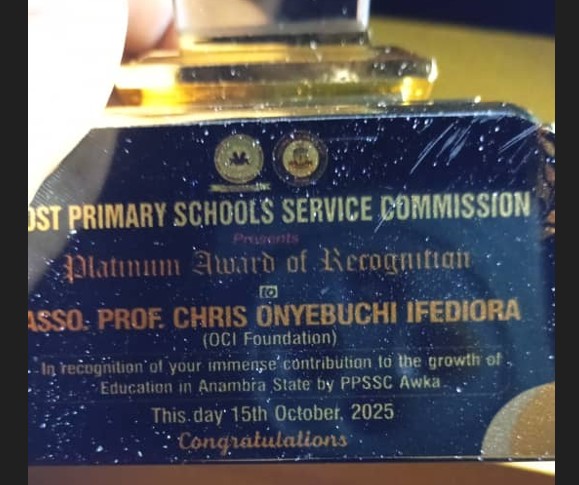 OST PRIMARY SCHOOLS SERVICE COMMISSION
Presents
Platinum Award of Recognition
to
ASSO. PROF. CHRIS ONYEBUCHI IFEDIORA
(OCI Foundation)
In recognition of your immense contribution to the growth of
Education in Anambra State by PPSSC Awka
This day 15th October, 2025
Congratulations